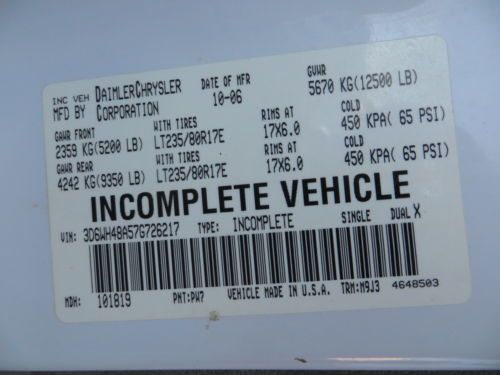 INC VEH DAIMLERCHRYSLER DATE OF MFR GVWR
MFD BY CORPORATION 10-06 5670 KG(12500 LB)
GAWR FRONT WITH TIRES RIMS AT COLD
2359 KG(5200 LB) LT235/80R17E 17X6.0 450 KPA( 65 PSI)
GAWR REAR WITH TIRES RIMS AT COLD
4242 KG(9350 LB) LT235/80R17E 17X6.0 450 KPA( 65 PSI)
INCOMPLETE VEHICLE
VIN: 3D6WH48A57G726217 TYPE: INCOMPLETE SINGLE DUAL X
MDH: 101819 PNT:PW7 VEHICLE MADE IN U.S.A. TRM:M9J3 4648503